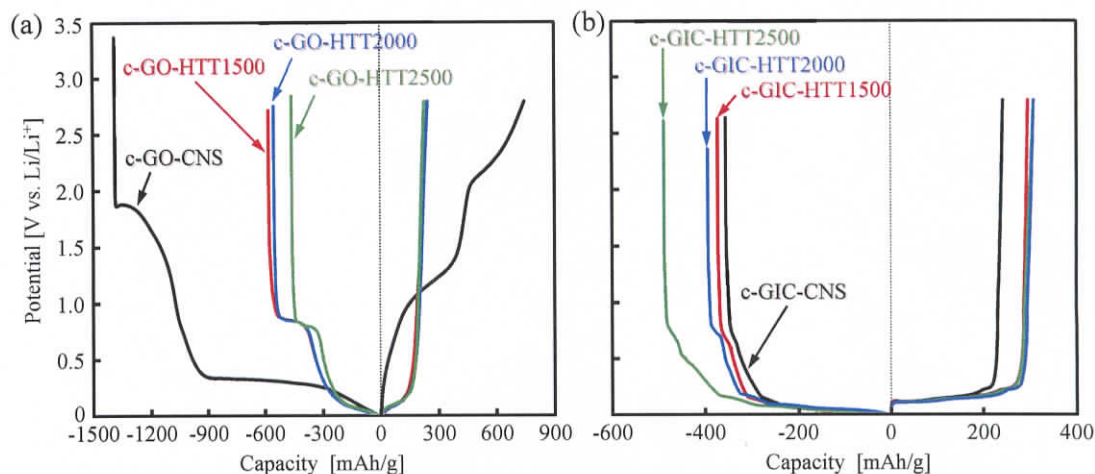 (a)
3.5
3.0
2.5
2.0
1.5
1.0
0.5
0
Potential [V vs. Li/Li⁺]
c-GO-HTT2000
c-GO-HTT1500
c-GO-HTT2500
c-GO-CNS
-1500 -1200 -900 -600 -300 0 300 600 900
Capacity [mAh/g]
(b)
c-GIC-HTT2500
c-GIC-HTT2000
c-GIC-HTT1500
c-GIC-CNS
-600 -400 -200 0 200 400
Capacity [mAh/g]